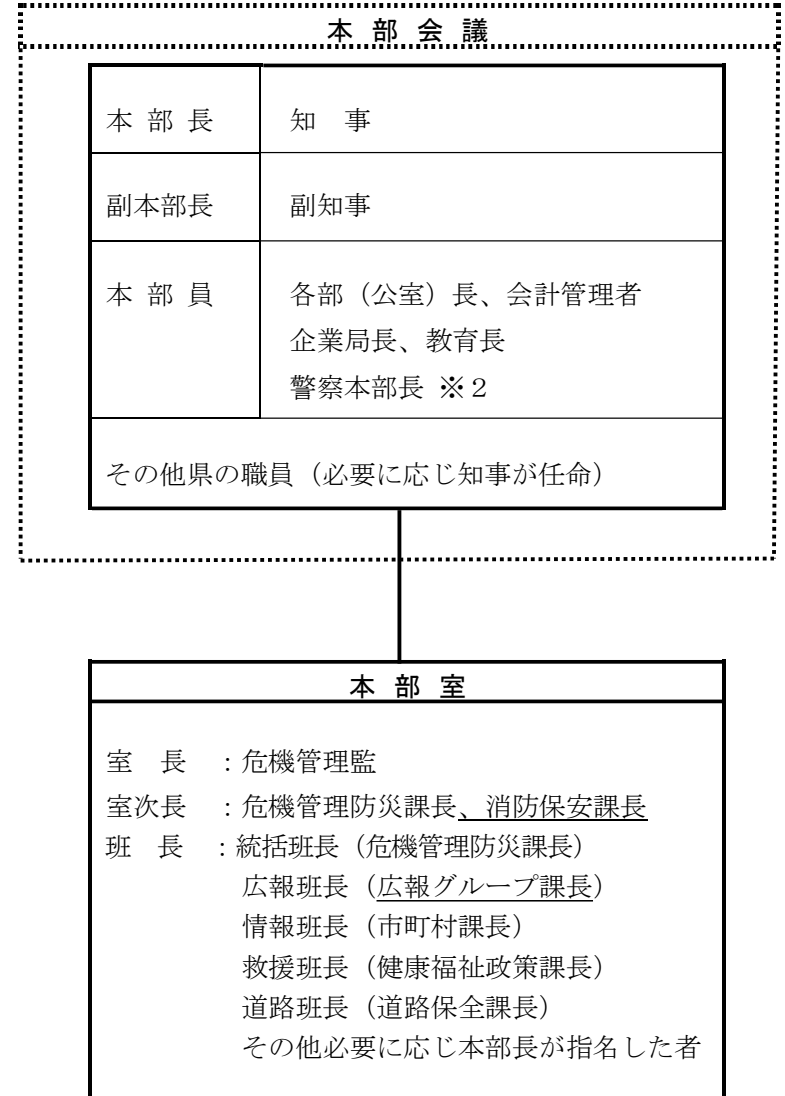 本部会議
本部長 知事
副本部長 副知事
本部員 各部（公室）長、会計管理者
企業局長、教育長
警察本部長 ※２
その他県の職員（必要に応じ知事が任命）
本部室
室長 ：危機管理監
室次長 ：危機管理防災課長、消防保安課長
班長 ：統括班長（危機管理防災課長）
広報班長（広報グループ課長）
情報班長（市町村課長）
救援班長（健康福祉政策課長）
道路班長（道路保全課長）
その他必要に応じ本部長が指名した者